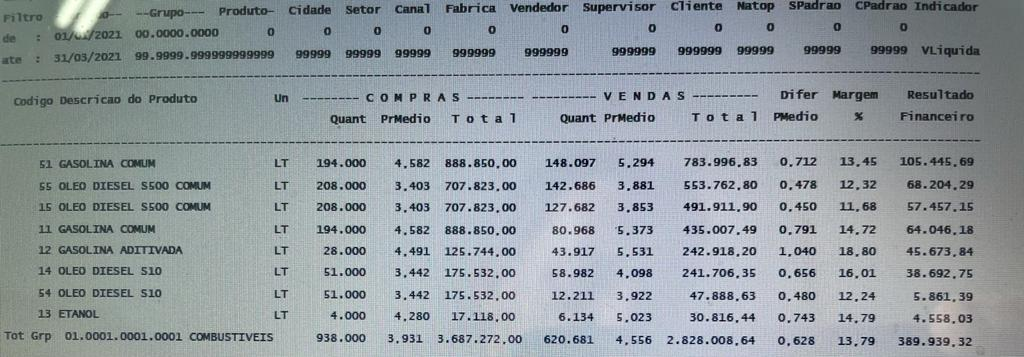 Filtro --Grupo--- Produto- Cidade Setor Canal Fabrica Vendedor Supervisor Cliente Natop SPadrao CPadrao Indicador
de : 01/01/2021 00.0000.0000 0 0 0 0 0 0 0 0 0 0 0
ate : 31/03/2021 99.9999.999999999999 99999 99999 99999 999999 999999 999999 999999 99999 99999 99999 VLiquida
Codigo Descricao do Produto Un -------- C O M P R A S -------- --------- V E N D A S --------- Difer Margem Resultado
Quant PrMedio T o t a l Quant PrMedio T o t a l PMedio % Financeiro
51 GASOLINA COMUM LT 194.000 4,582 888.850,00 148.097 5,294 783.996,83 0,712 13,45 105.445,69
55 OLEO DIESEL S500 COMUM LT 208.000 3,403 707.823,00 142.686 3,881 553.762,80 0,478 12,32 68.204,29
15 OLEO DIESEL S500 COMUM LT 208.000 3,403 707.823,00 127.682 3,853 491.911,90 0,450 11,68 57.457,15
11 GASOLINA COMUM LT 194.000 4,582 888.850,00 80.968 5,373 435.007,49 0,791 14,72 64.046,18
12 GASOLINA ADITIVADA LT 28.000 4,491 125.744,00 43.917 5,531 242.918,20 1,040 18,80 45.673,84
14 OLEO DIESEL S10 LT 51.000 3,442 175.532,00 58.982 4,098 241.706,35 0,656 16,01 38.692,75
54 OLEO DIESEL S10 LT 51.000 3,442 175.532,00 12.211 3,922 47.888,63 0,480 12,24 5.861,39
13 ETANOL LT 4.000 4,280 17.118,00 6.134 5,023 30.816,44 0,743 14,79 4.558,03
Tot Grp 01.0001.0001.0001 COMBUSTIVEIS 938.000 3,931 3.687.272,00 620.681 4,556 2.828.008,64 0,628 13,79 389.939,32